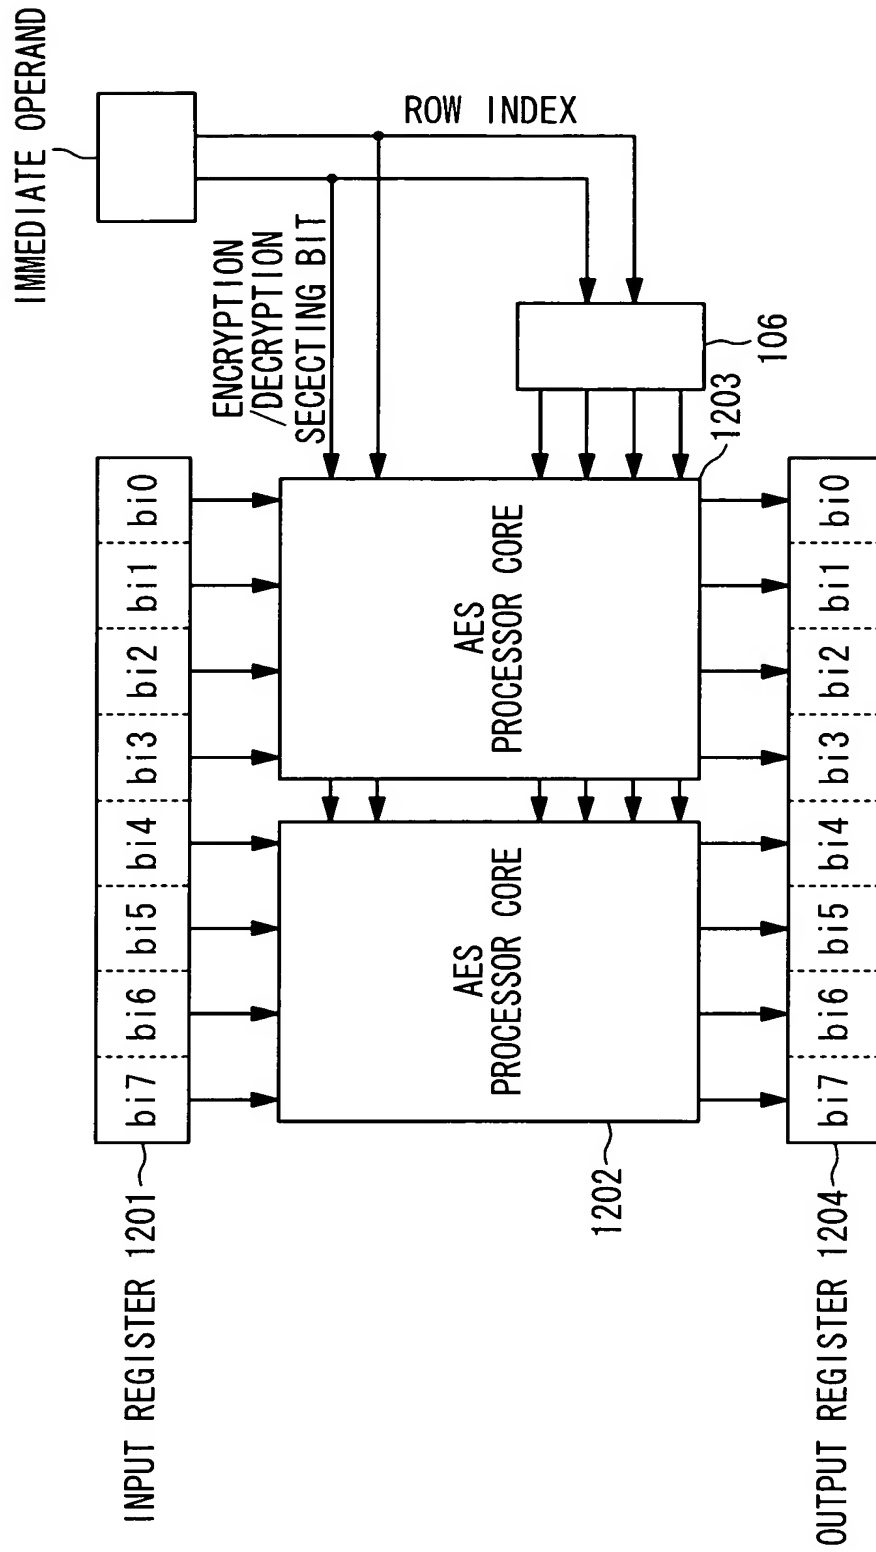 IMMEDIATE OPERAND
ROW INDEX
ENCRYPTION
/DECRYPTION
SECECTING BIT
106
1203
INPUT REGISTER 1201
bi7 bi6 bi5 bi4 bi3 bi2 bi1 bi0
AES
PROCESSOR CORE
AES
PROCESSOR CORE
1202
OUTPUT REGISTER 1204
bi7 bi6 bi5 bi4 bi3 bi2 bi1 bi0